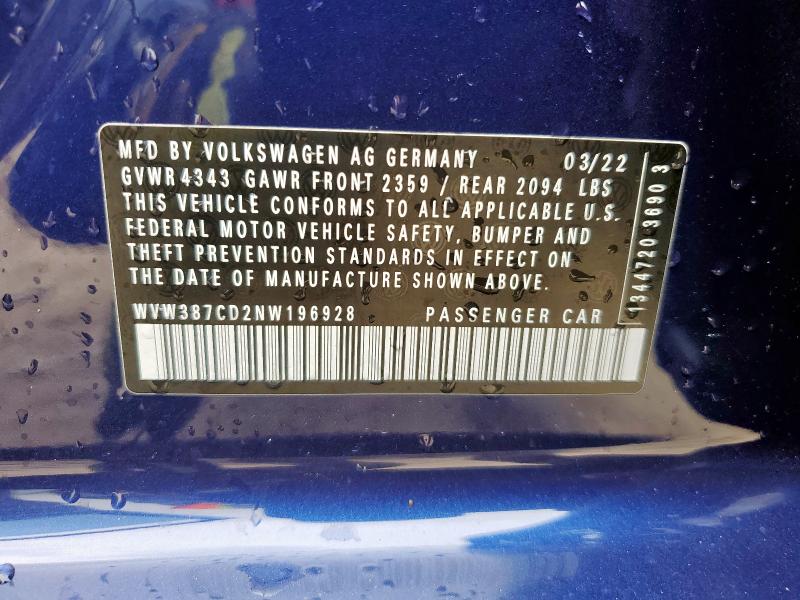 MFD BY VOLKSWAGEN AG GERMANY 03/22
GVWR 4343 GAWR FRONT 2359 / REAR 2094 LBS
THIS VEHICLE CONFORMS TO ALL APPLICABLE U.S.
FEDERAL MOTOR VEHICLE SAFETY, BUMPER AND
THEFT PREVENTION STANDARDS IN EFFECT ON
THE DATE OF MANUFACTURE SHOWN ABOVE.
WVW387CD2NW196928 PASSENGER CAR
1344720 3690 3